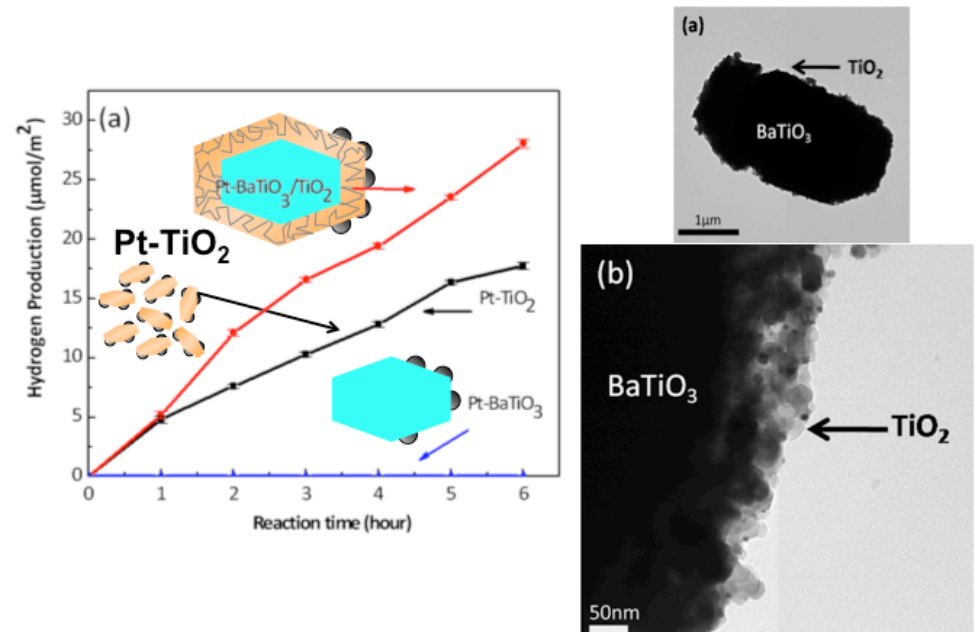 (a)
Hydrogen Production (μmol/m²)
30
25
20
15
10
5
0
0 1 2 3 4 5 6
Reaction time (hour)
Pt-BaTiO₃/TiO₂
Pt-TiO₂
Pt-TiO₂
Pt-BaTiO₃
(a)
TiO₂
BaTiO₃
1μm
(b)
BaTiO₃
TiO₂
50nm